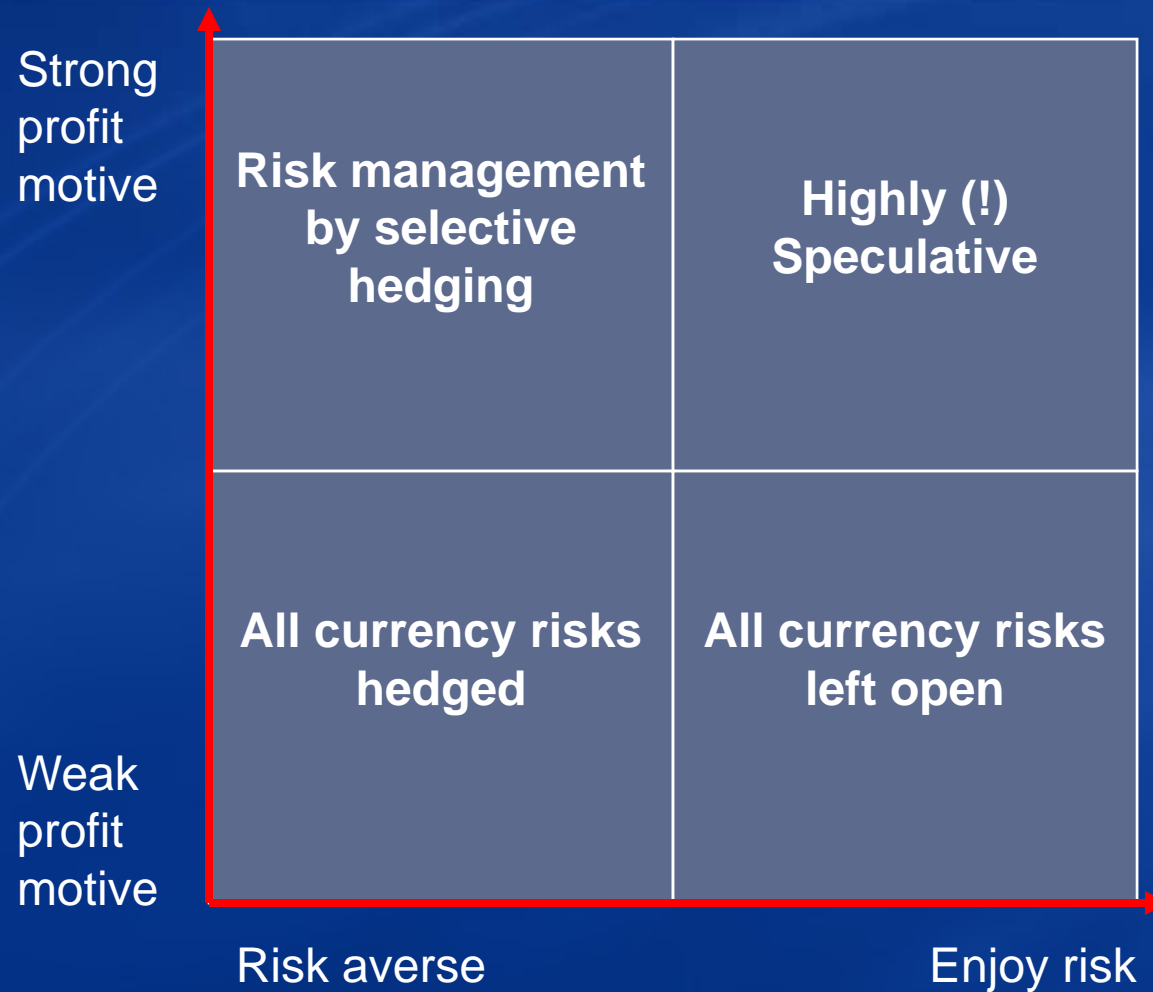 Strong
profit
motive
Risk management
by selective
hedging
Highly (!)
Speculative
All currency risks
hedged
All currency risks
left open
Weak
profit
motive
Risk averse
Enjoy risk